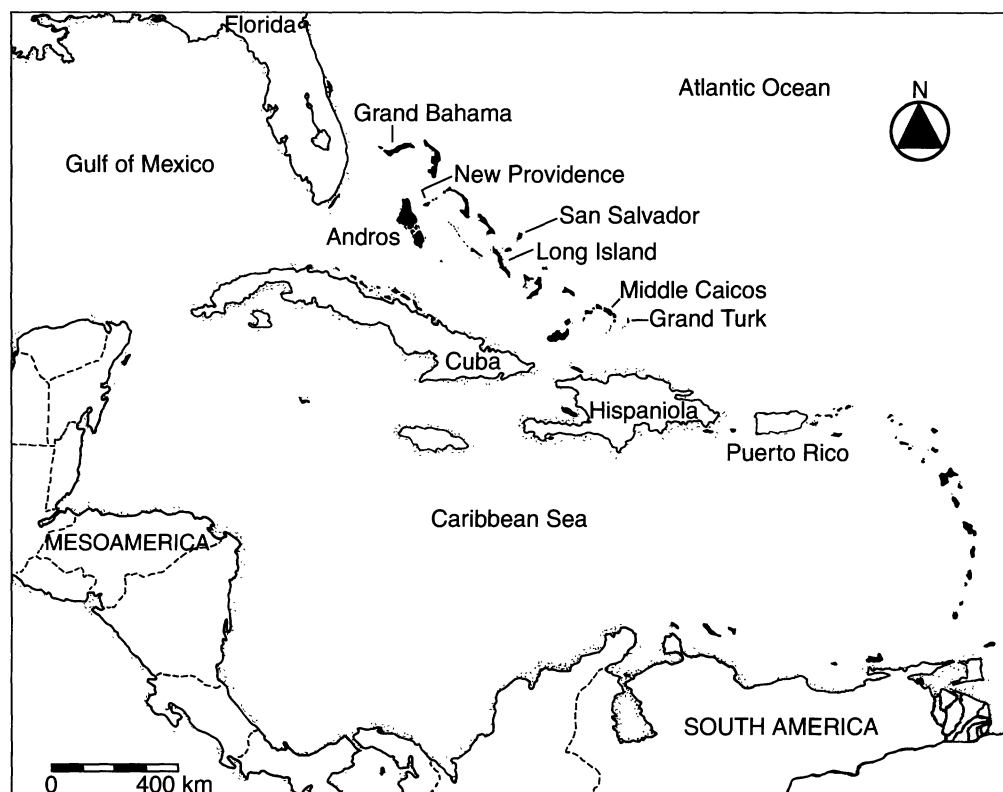 Florida
Atlantic Ocean
N
Grand Bahama
Gulf of Mexico
New Providence
San Salvador
Andros
Long Island
Middle Caicos
Grand Turk
Cuba
Hispaniola
Puerto Rico
Caribbean Sea
MESOAMERICA
SOUTH AMERICA
0 400 km